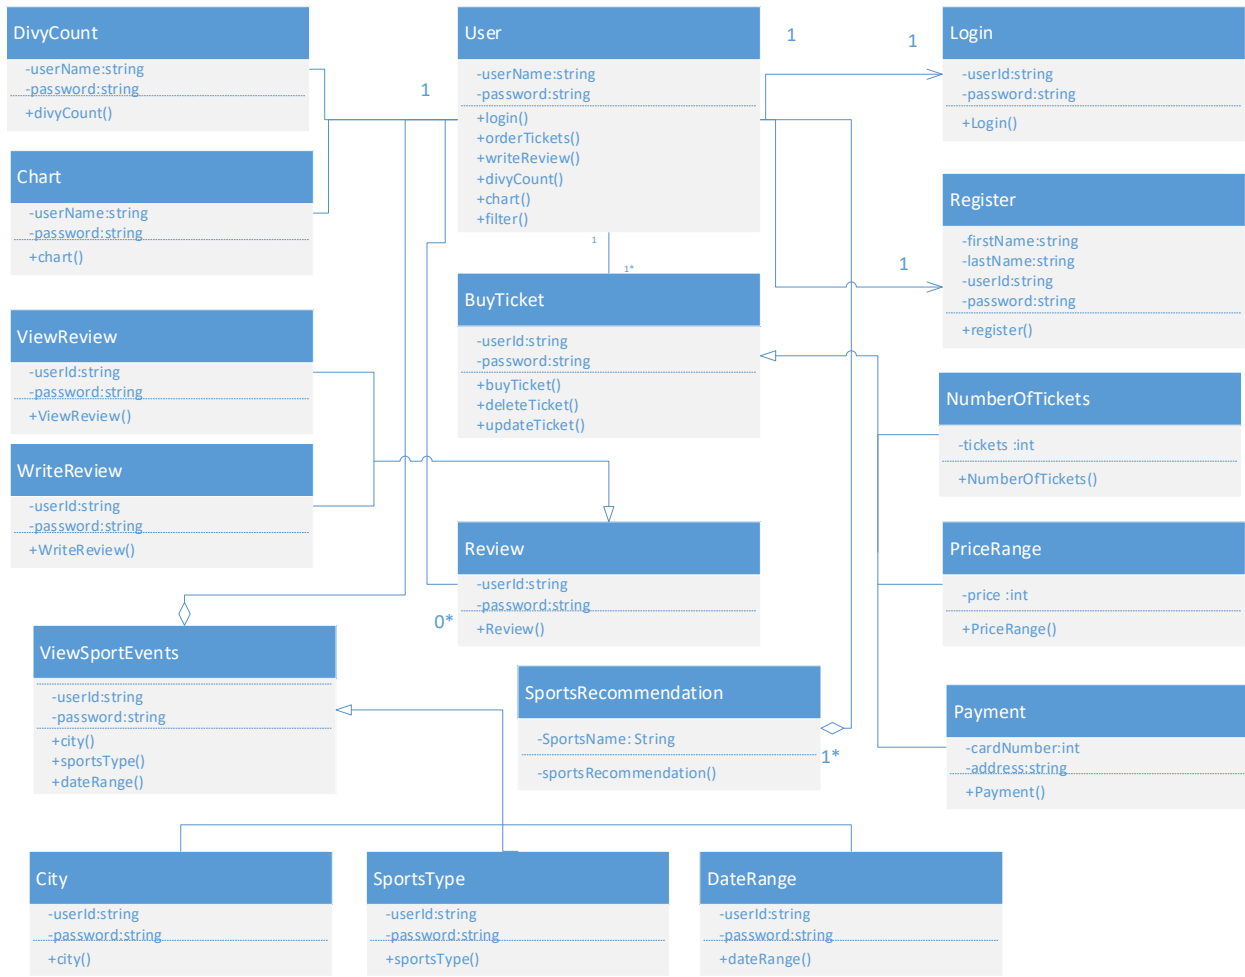 DivyCount
-userName:string
-password:string
+divyCount()
Chart
-userName:string
-password:string
+chart()
ViewReview
-userId:string
-password:string
+ViewReview()
WriteReview
-userId:string
-password:string
+WriteReview()
1
User
-userName:string
-password:string
+login()
+orderTickets()
+writeReview()
+divyCount()
+chart()
+filter()
1
1*
BuyTicket
-userId:string
-password:string
+buyTicket()
+deleteTicket()
+updateTicket()
Review
-userId:string
-password:string
+Review()
0*
1
1
Login
-userId:string
-password:string
+Login()
1
Register
-firstName:string
-lastName:string
-userId:string
-password:string
+register()
NumberOfTickets
-tickets :int
+NumberOfTickets()
PriceRange
-price :int
+PriceRange()
Payment
-cardNumber:int
-address:string
+Payment()
ViewSportEvents
-userId:string
-password:string
+city()
+sportsType()
+dateRange()
SportsRecommendation
-SportsName: String
-sportsRecommendation()
1*
City
-userId:string
-password:string
+city()
SportsType
-userId:string
-password:string
+sportsType()
DateRange
-userId:string
-password:string
+dateRange()